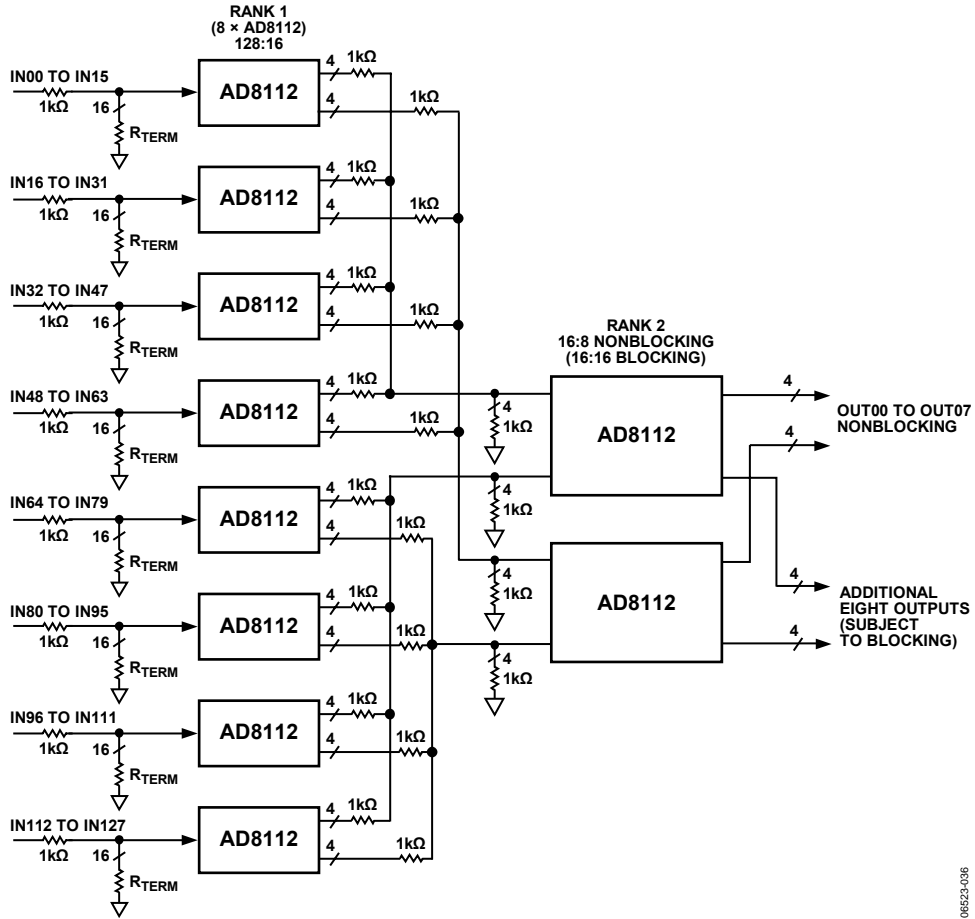 RANK 1
(8 × AD8112)
128:16
IN00 TO IN15
1kΩ
16
RTERM
AD8112
4
1kΩ
4
1kΩ
IN16 TO IN31
1kΩ
16
RTERM
AD8112
4
1kΩ
4
1kΩ
IN32 TO IN47
1kΩ
16
RTERM
AD8112
4
1kΩ
4
1kΩ
IN48 TO IN63
1kΩ
16
RTERM
AD8112
4
1kΩ
4
1kΩ
IN64 TO IN79
1kΩ
16
RTERM
AD8112
4
1kΩ
4
1kΩ
IN80 TO IN95
1kΩ
16
RTERM
AD8112
4
1kΩ
4
1kΩ
IN96 TO IN111
1kΩ
16
RTERM
AD8112
4
1kΩ
4
1kΩ
IN112 TO IN127
1kΩ
16
RTERM
AD8112
4
1kΩ
4
1kΩ
RANK 2
16:8 NONBLOCKING
(16:16 BLOCKING)
4
1kΩ
4
1kΩ
AD8112
4
1kΩ
4
1kΩ
AD8112
4
4
OUT00 TO OUT07
NONBLOCKING
4
4
ADDITIONAL
EIGHT OUTPUTS
(SUBJECT
TO BLOCKING)
06523-036